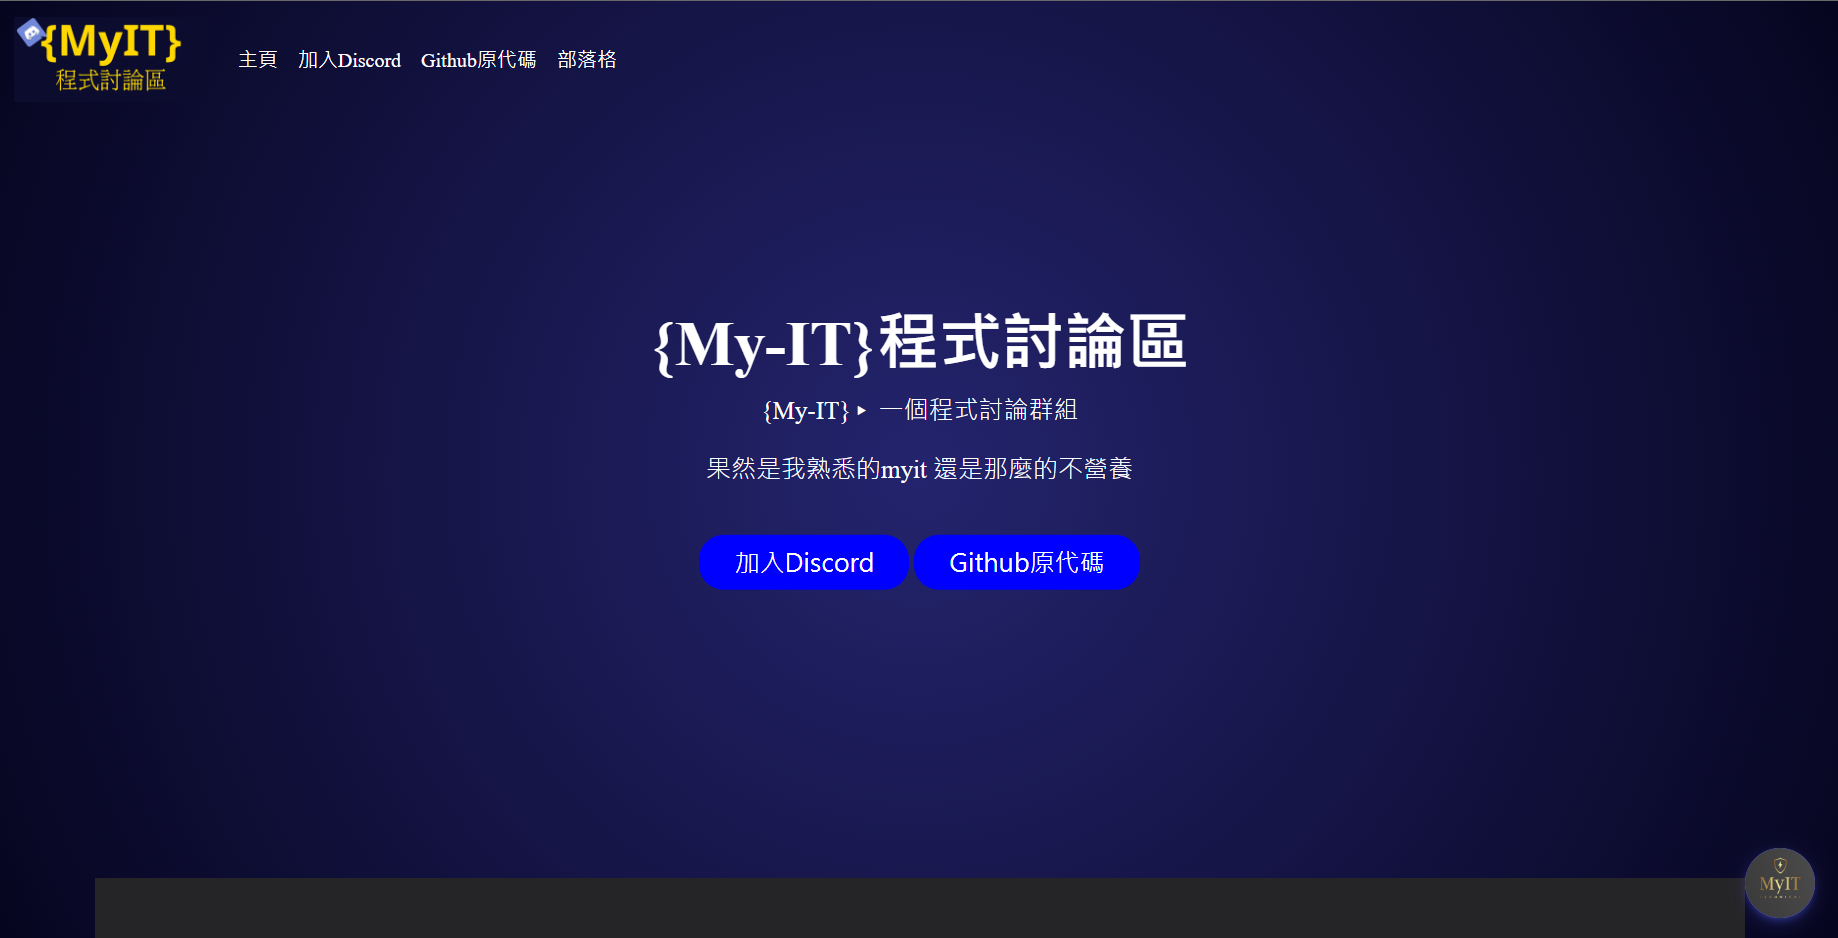 {MyIT}
程式討論區
主頁 加入Discord Github原代碼 部落格
{My-IT}程式討論區
{My-IT}▸ 一個程式討論群組
果然是我熟悉的myit 還是那麼的不營養
加入Discord Github原代碼
MyIT